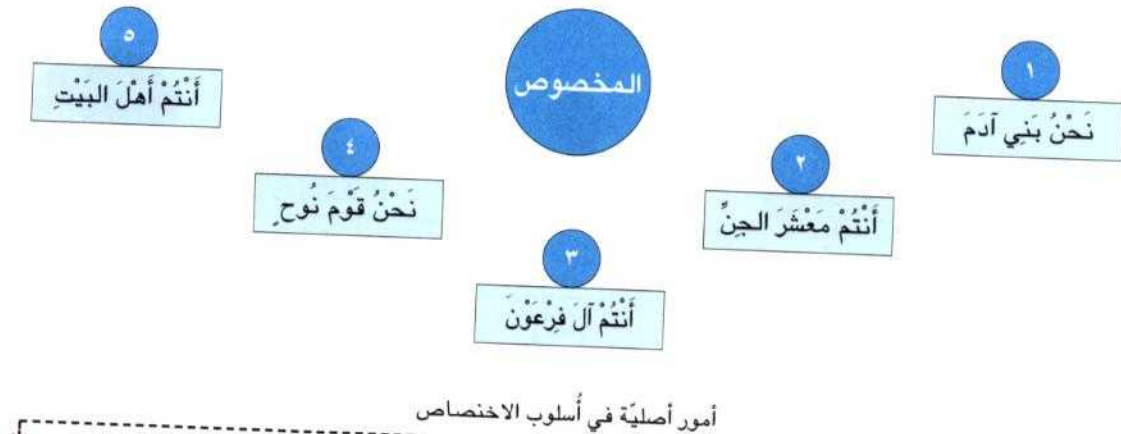 المخصوص
١
نَحْنُ بَنِي آدَمَ
٢
أَنْتُمْ مَعْشَرَ الجِنِّ
٣
أَنْتُمْ آلَ فِرْعَوْنَ
٤
نَحْنُ قَوْمَ نُوحٍ
٥
أَنْتُمْ أَهْلَ البَيْتِ
أمور أصليّة في أُسلوب الاختصاص